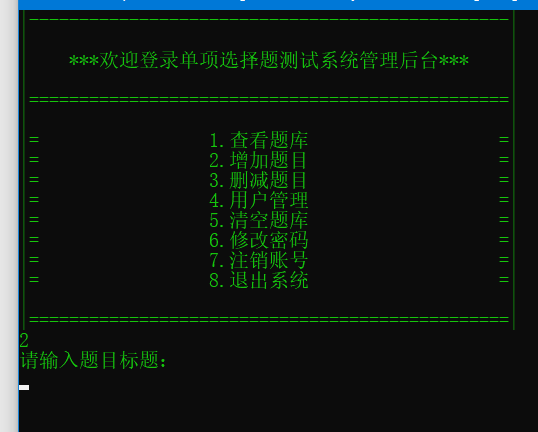 ================================================
***欢迎登录单项选择题测试系统管理后台***
================================================
= 1.查看题库 =
= 2.增加题目 =
= 3.删减题目 =
= 4.用户管理 =
= 5.清空题库 =
= 6.修改密码 =
= 7.注销账号 =
= 8.退出系统 =
================================================
2
请输入题目标题: